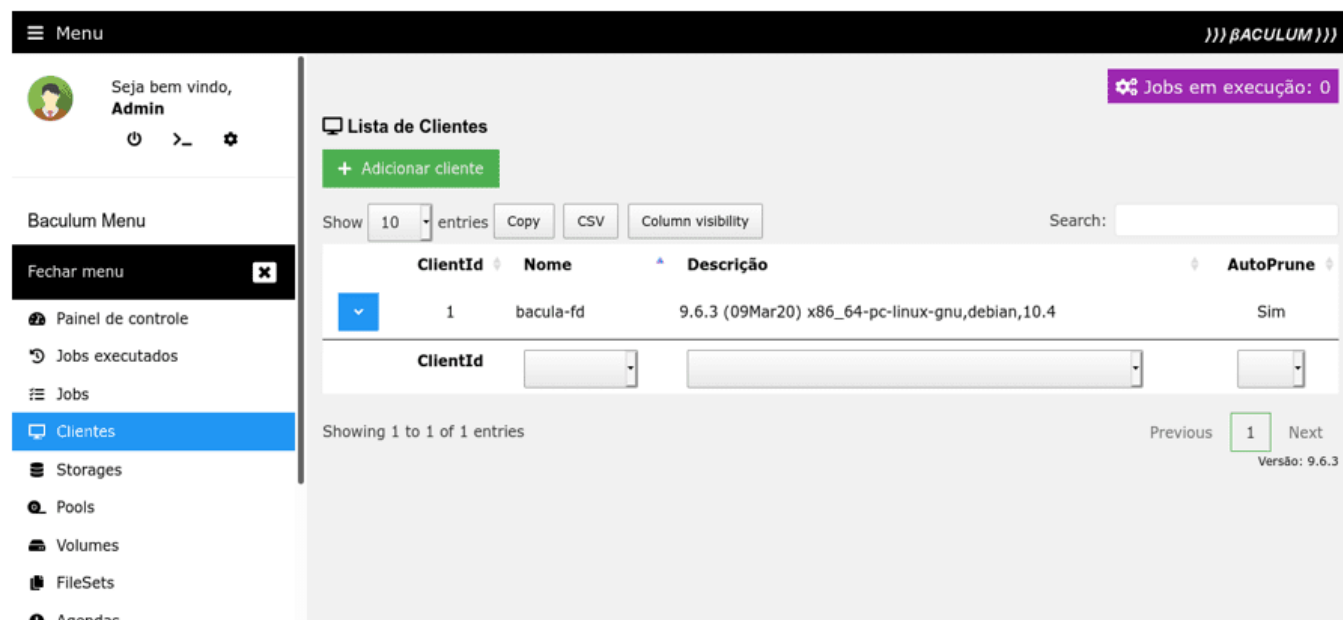 Menu
))) βACULUM )))
Seja bem vindo,
Admin
Baculum Menu
Fechar menu
Painel de controle
Jobs executados
Jobs
Clientes
Storages
Pools
Volumes
FileSets
Agendas
Jobs em execução: 0
Lista de Clientes
+ Adicionar cliente
Show 10 entries Copy CSV Column visibility Search:
ClientId Nome Descrição AutoPrune
1 bacula-fd 9.6.3 (09Mar20) x86_64-pc-linux-gnu,debian,10.4 Sim
ClientId
Showing 1 to 1 of 1 entries Previous 1 Next
Versão: 9.6.3